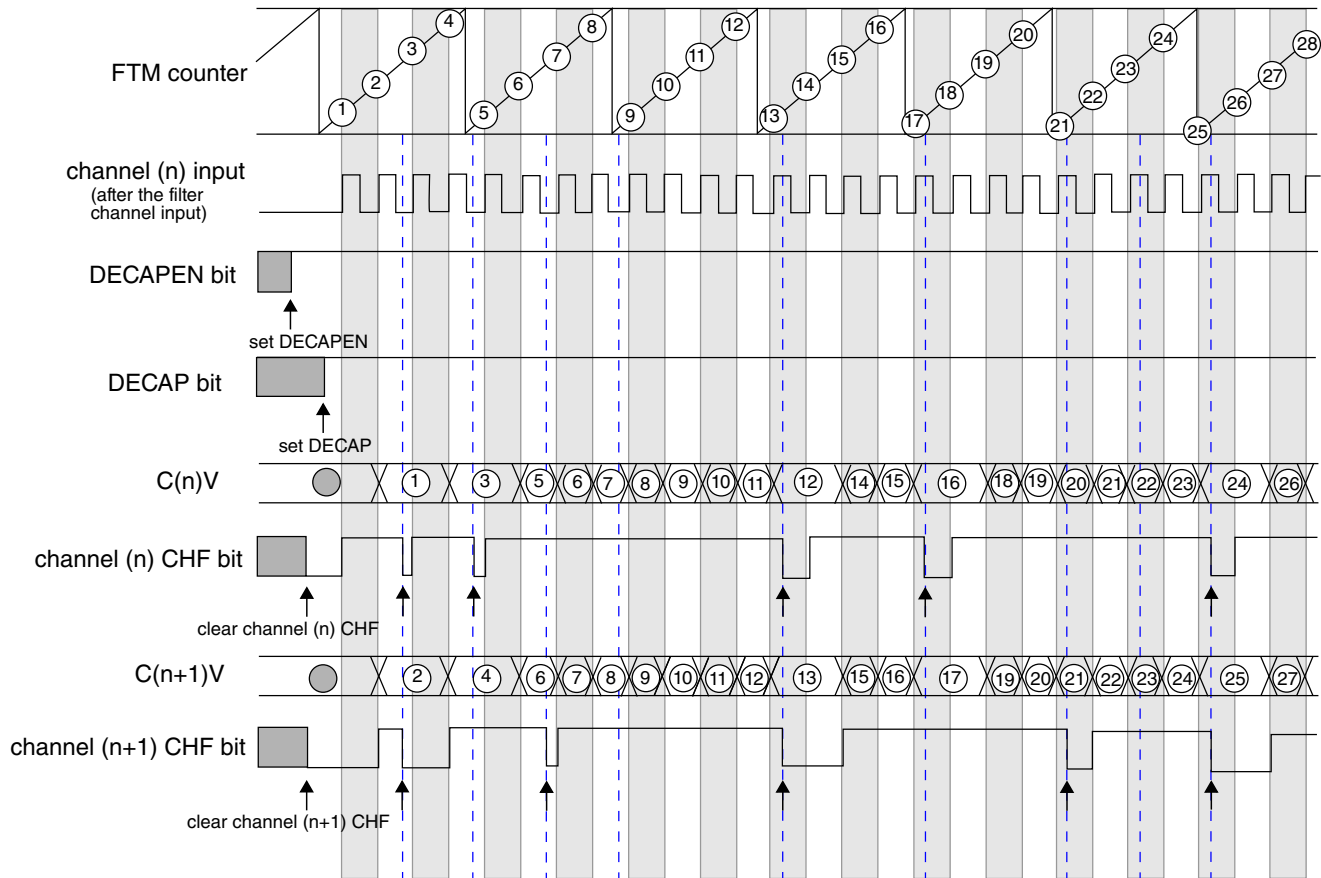 4
8
12
16
20
24
28
3
7
11
15
19
23
27
FTM counter
2
6
10
14
18
22
26
1
5
9
13
17
21
25
channel (n) input
(after the filter
channel input)
DECAPEN bit
set DECAPEN
DECAP bit
set DECAP
C(n)V
1 3 5 6 7 8 9 10 11 12 14 15 16 18 19 20 21 22 23 24 26
channel (n) CHF bit
clear channel (n) CHF
C(n+1)V
2 4 6 7 8 9 10 11 12 13 15 16 17 19 20 21 22 23 24 25 27
channel (n+1) CHF bit
clear channel (n+1) CHF